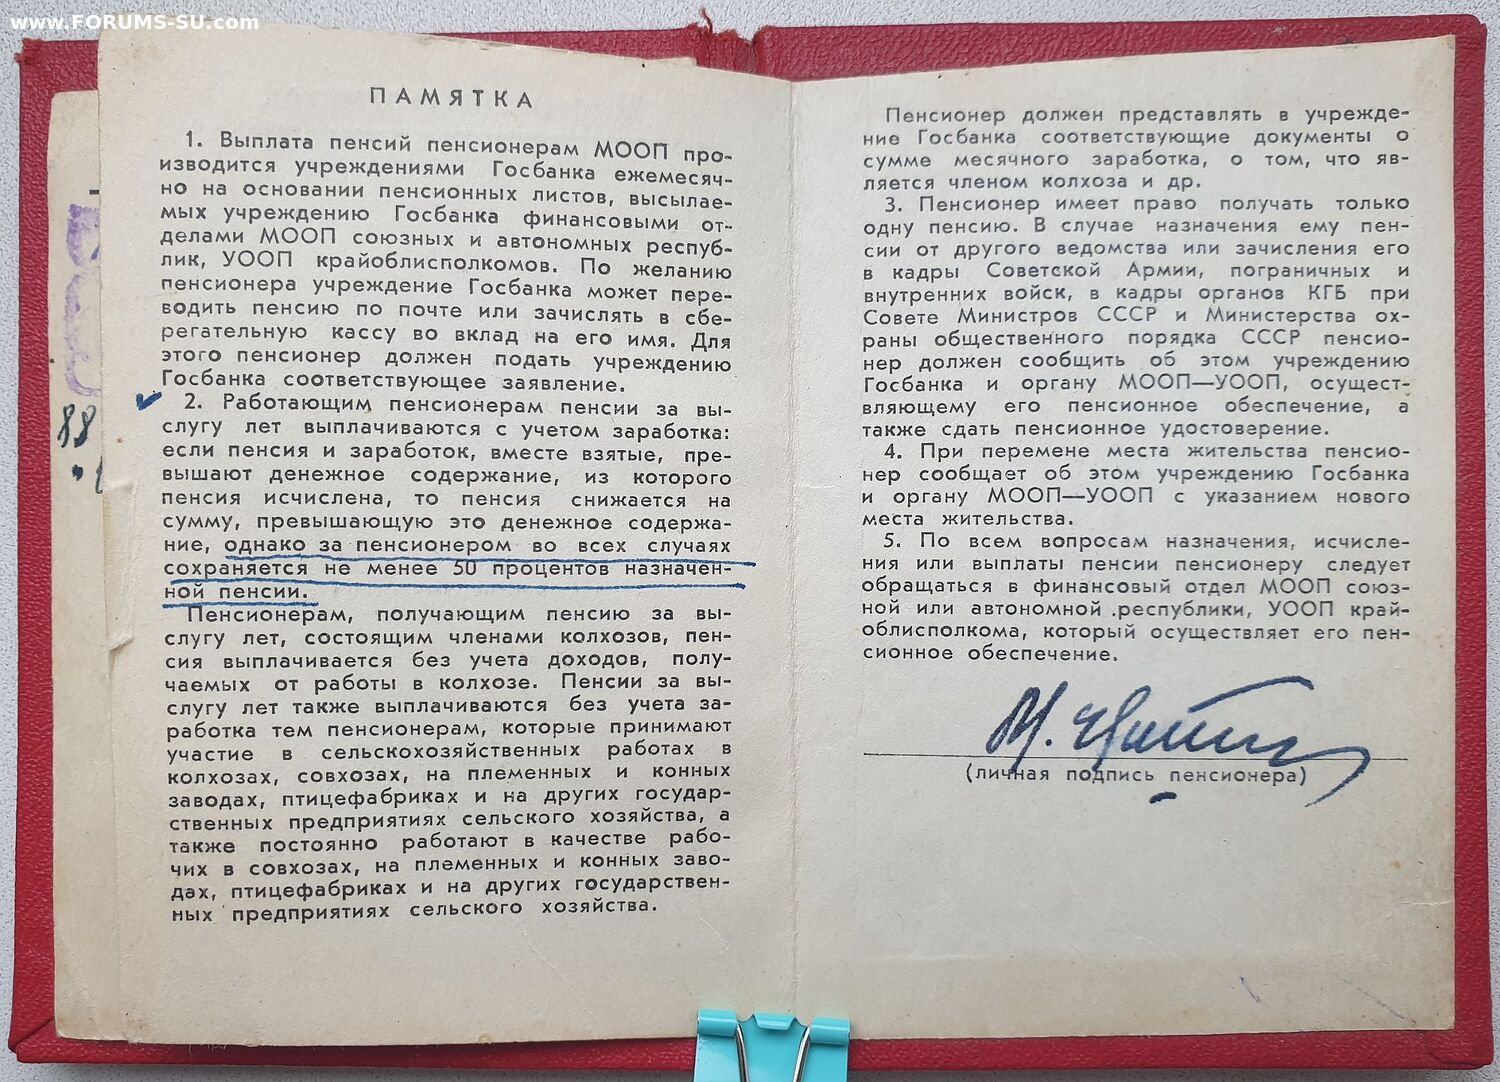 www.FORUMS-SU.com
ПАМЯТКА
1. Выплата пенсий пенсионерам МООП про-
изводится учреждениями Госбанка ежемесяч-
но на основании пенсионных листов, высылае-
мых учреждению Госбанка финансовыми от-
делами МООП союзных и автономных респуб-
лик, УООП крайоблисполкомов. По желанию
пенсионера учреждение Госбанка может пере-
водить пенсию по почте или зачислять в сбе-
регательную кассу во вклад на его имя. Для
этого пенсионер должен подать учреждению
Госбанка соответствующее заявление.
2. Работающим пенсионерам пенсии за вы-
слугу лет выплачиваются с учетом заработка:
если пенсия и заработок, вместе взятые, пре-
вышают денежное содержание, из которого
пенсия исчислена, то пенсия снижается на
сумму, превышающую это денежное содержа-
ние, однако за пенсионером во всех случаях
сохраняется не менее 50 процентов назначен-
ной пенсии.
Пенсионерам, получающим пенсию за вы-
слугу лет, состоящим членами колхозов, пен-
сия выплачивается без учета доходов, полу-
чаемых от работы в колхозе. Пенсии за вы-
слугу лет также выплачиваются без учета за-
работка тем пенсионерам, которые принимают
участие в сельскохозяйственных работах в
колхозах, совхозах, на племенных и конных
заводах, птицефабриках и на других государ-
ственных предприятиях сельского хозяйства, а
также постоянно работают в качестве рабо-
чих в совхозах, на племенных и конных заво-
дах, птицефабриках и на других государствен-
ных предприятиях сельского хозяйства.
88
Пенсионер должен представлять в учрежде-
ние Госбанка соответствующие документы о
сумме месячного заработка, о том, что яв-
ляется членом колхоза и др.
3. Пенсионер имеет право получать только
одну пенсию. В случае назначения ему пен-
сии от другого ведомства или зачисления его
в кадры Советской Армии, пограничных и
внутренних войск, в кадры органов КГБ при
Совете Министров СССР и Министерства ох-
раны общественного порядка СССР пенсио-
нер должен сообщить об этом учреждению
Госбанка и органу МООП—УООП, осущест-
вляющему его пенсионное обеспечение, а
также сдать пенсионное удостоверение.
4. При перемене места жительства пенсио-
нер сообщает об этом учреждению Госбанка
и органу МООП—УООП с указанием нового
места жительства.
5. По всем вопросам назначения, исчисле-
ния или выплаты пенсии пенсионеру следует
обращаться в финансовый отдел МООП союз-
ной или автономной республики, УООП край-
облисполкома, который осуществляет его пен-
сионное обеспечение.
(личная подпись пенсионера)